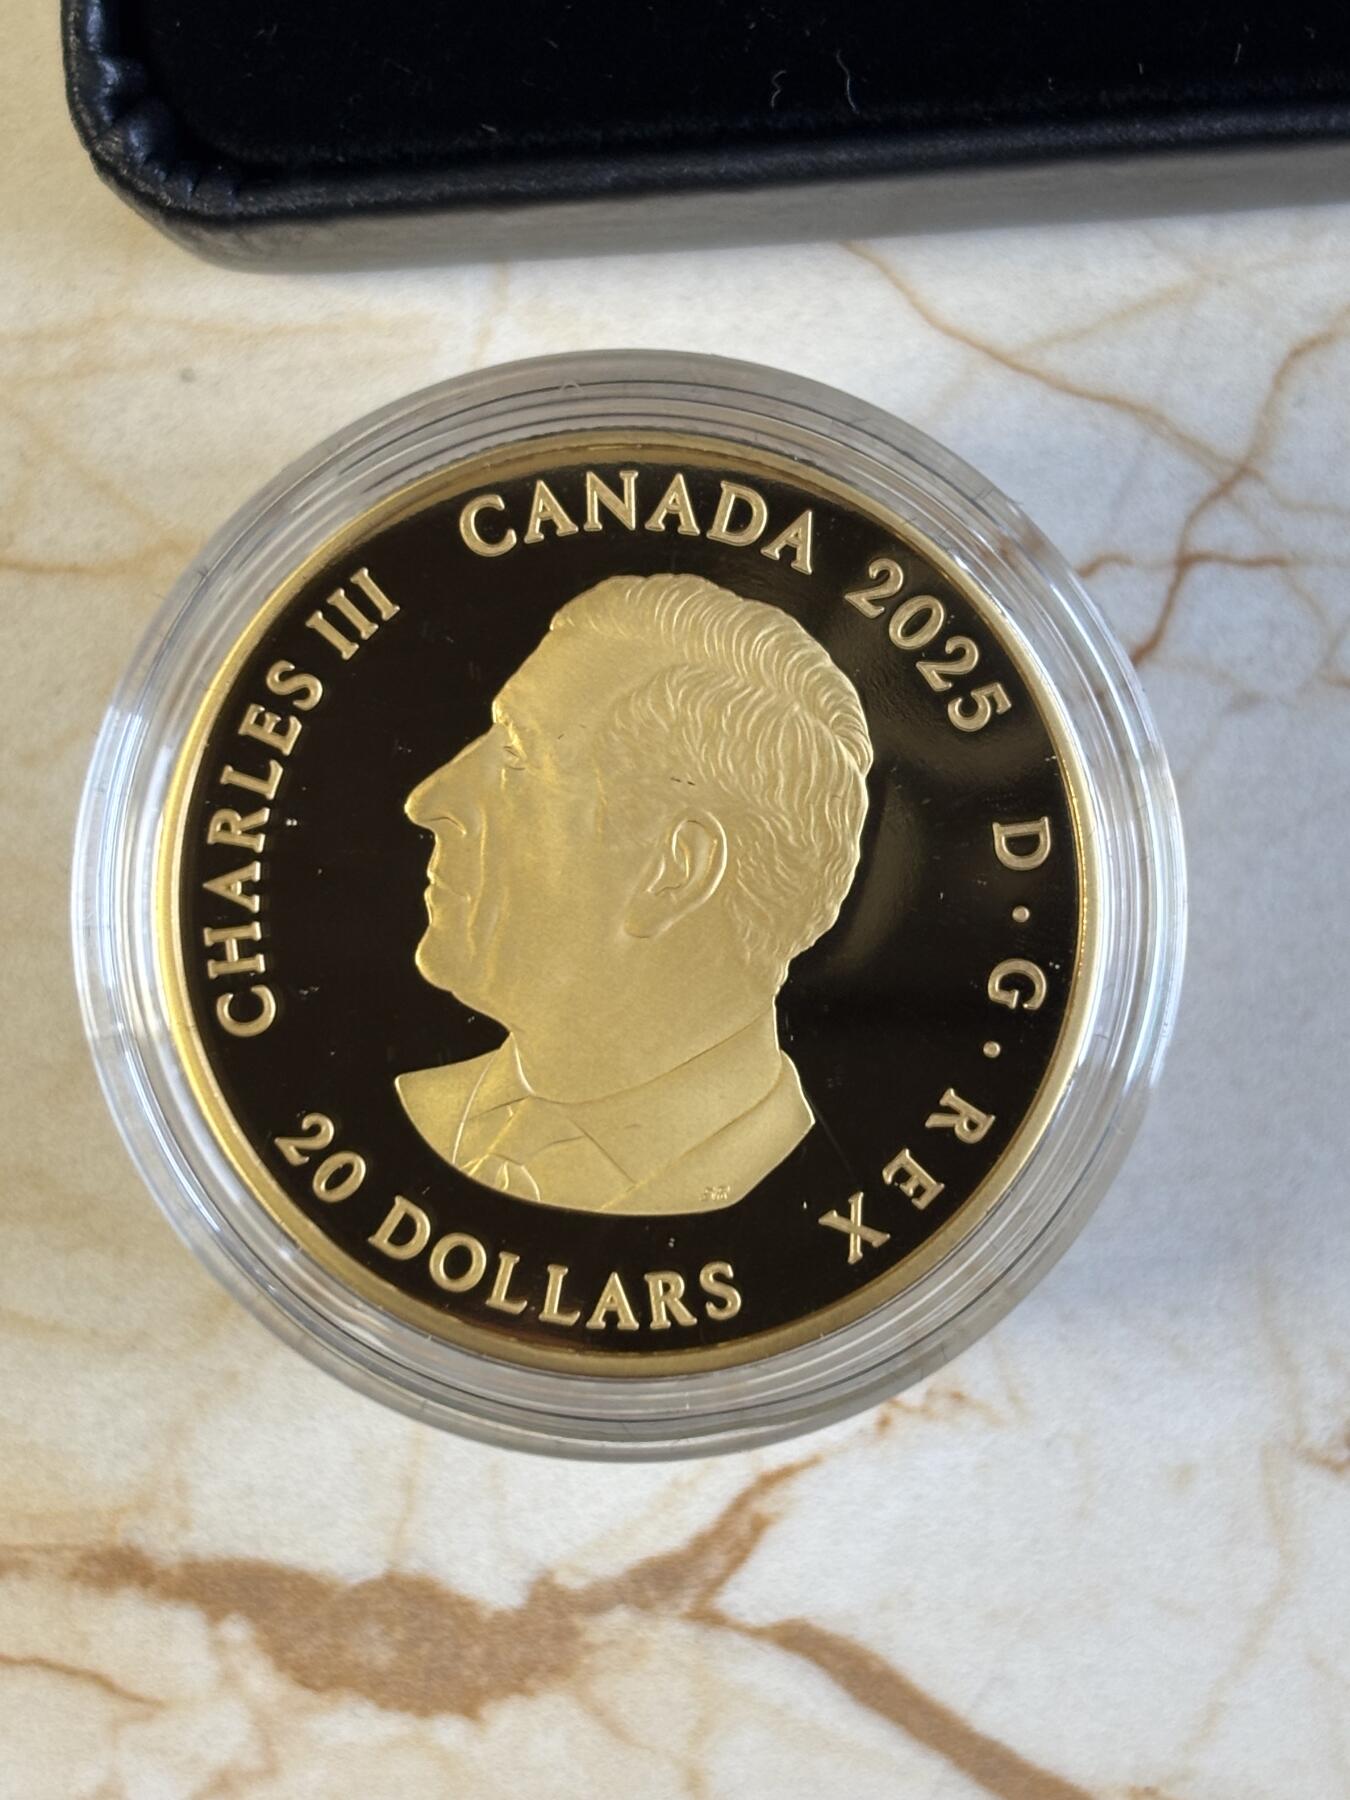 CHARLES III
CANADA 2025
D · G · REX
20 DOLLARS